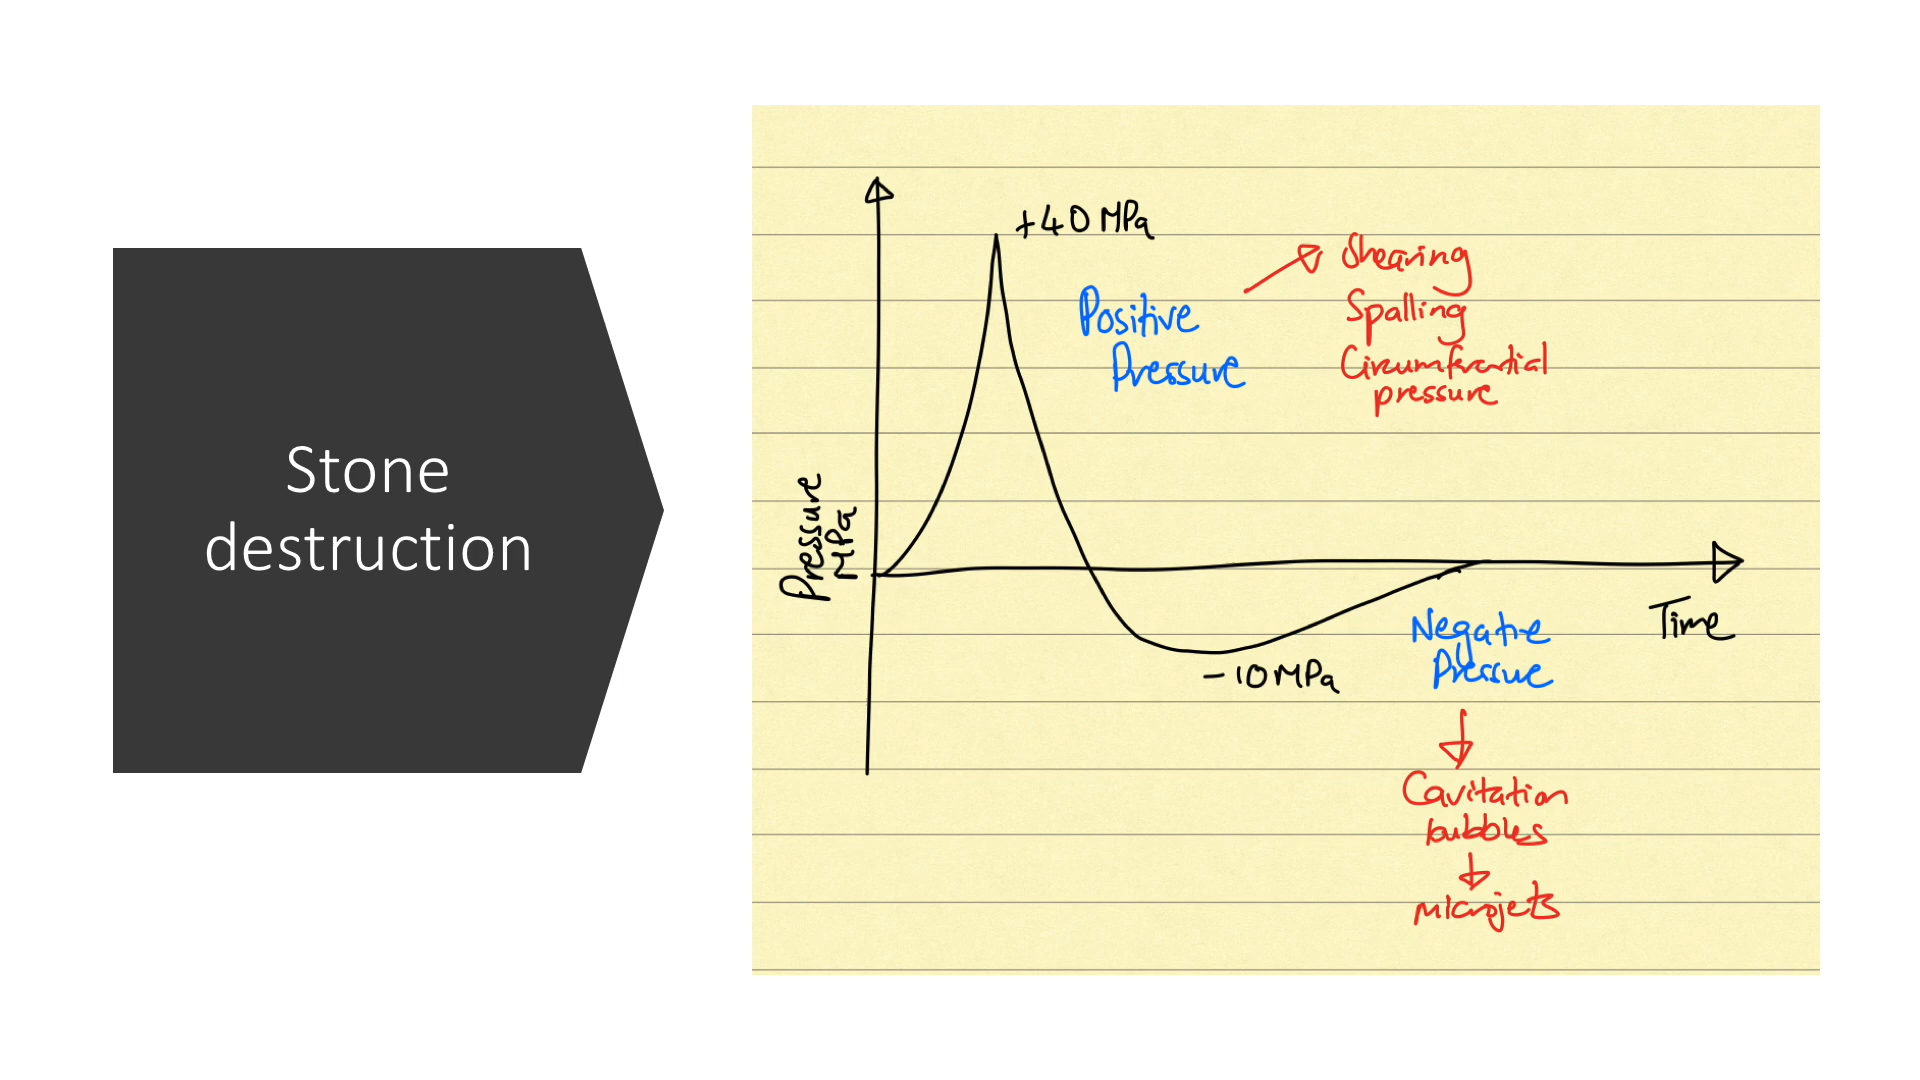 Stone
destruction
+40 MPa
Positive
Pressure
Shearing
Spalling
Circumferential
pressure
Pressure
MPa
Time
-10 MPa
Negative
Pressure
Cavitation
bubbles
microjets